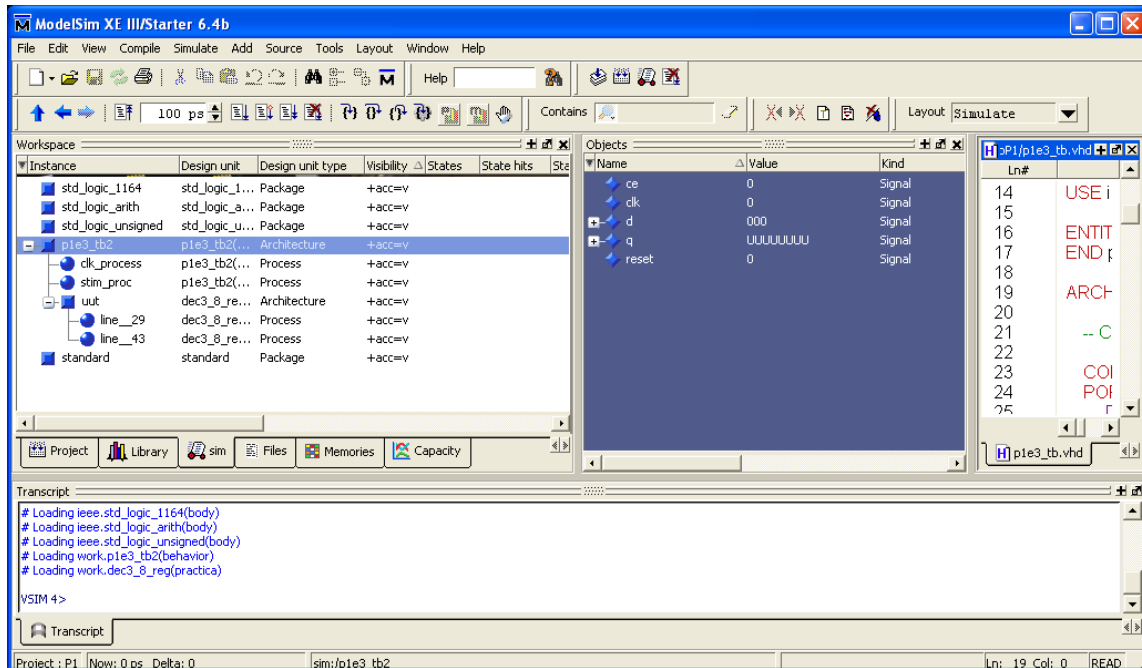 ModelSim XE III/Starter 6.4b
File Edit View Compile Simulate Add Source Tools Layout Window Help
Help
100 ps Contains Layout Simulate
Workspace
Instance Design unit Design unit type Visibility States State hits Sta
std_logic_1164 std_logic_1... Package +acc=v
std_logic_arith std_logic_a... Package +acc=v
std_logic_unsigned std_logic_u... Package +acc=v
p1e3_tb2 p1e3_tb2(... Architecture +acc=v
clk_process p1e3_tb2(... Process +acc=v
stim_proc p1e3_tb2(... Process +acc=v
uut dec3_8_re... Architecture +acc=v
line__29 dec3_8_re... Process +acc=v
line__43 dec3_8_re... Process +acc=v
standard standard Package +acc=v
Project Library sim Files Memories Capacity
Objects
Name Value Kind
ce 0 Signal
clk 0 Signal
d 000 Signal
q UUUUUUUU Signal
reset 0 Signal
oP1/p1e3_tb.vhd
Ln#
14 USE i
15
16 ENTIT
17 END p
18
19 ARCH
20
21 -- C
22
23 COI
24 POF
25
p1e3_tb.vhd
Transcript
# Loading ieee.std_logic_1164(body)
# Loading ieee.std_logic_arith(body)
# Loading ieee.std_logic_unsigned(body)
# Loading work.p1e3_tb2(behavior)
# Loading work.dec3_8_reg(practica)
VSIM 4>
Transcript
Project : P1 Now: 0 ps Delta: 0 sim:/p1e3_tb2 Ln: 19 Col: 0 READ